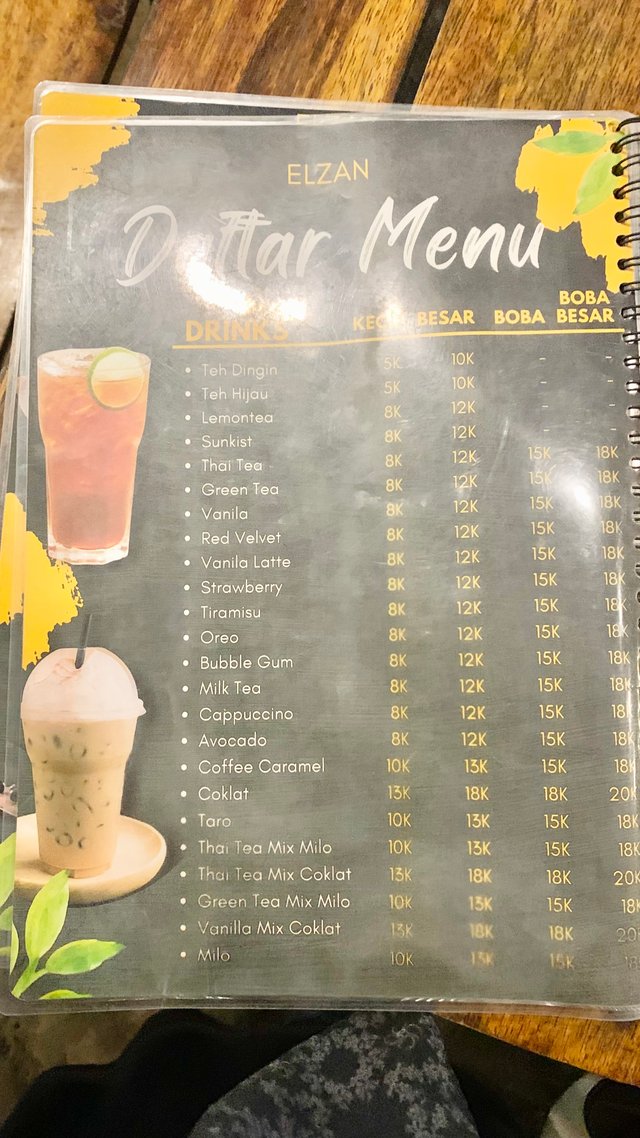 ELZAN
Daftar Menu
DRINKS KECIL BESAR BOBA BOBA BESAR
• Teh Dingin 5K 10K - -
• Teh Hijau 5K 10K - -
• Lemontea 8K 12K - -
• Sunkist 8K 12K - -
• Thai Tea 8K 12K 15K 18K
• Green Tea 8K 12K 15K 18K
• Vanila 8K 12K 15K 18K
• Red Velvet 8K 12K 15K 18K
• Vanila Latte 8K 12K 15K 18K
• Strawberry 8K 12K 15K 18K
• Tiramisu 8K 12K 15K 18K
• Oreo 8K 12K 15K 18K
• Bubble Gum 8K 12K 15K 18K
• Milk Tea 8K 12K 15K 18K
• Cappuccino 8K 12K 15K 18K
• Avocado 8K 12K 15K 18K
• Coffee Caramel 10K 13K 15K 18K
• Coklat 13K 18K 18K 20K
• Taro 10K 13K 15K 18K
• Thai Tea Mix Milo 10K 13K 15K 18K
• Thai Tea Mix Coklat 13K 18K 18K 20K
• Green Tea Mix Milo 10K 13K 15K 18K
• Vanilla Mix Coklat 13K 18K 18K 20K
• Milo 10K 13K 15K